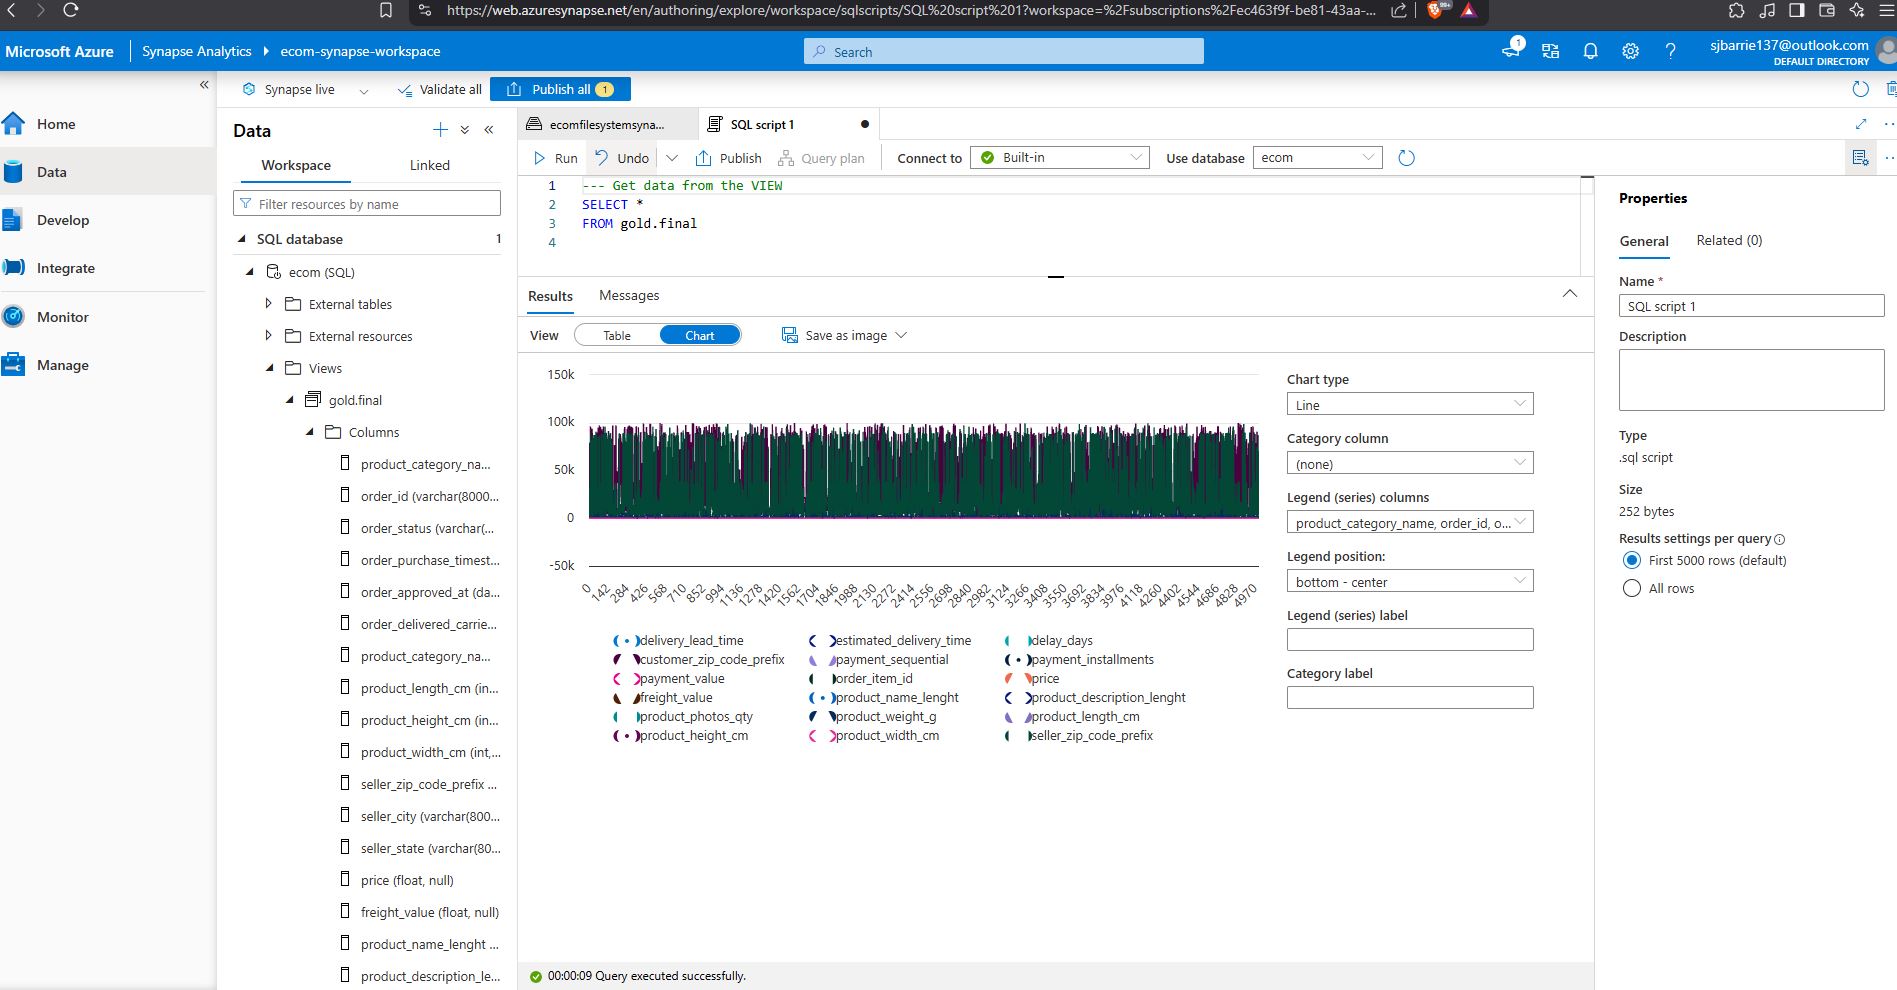 https://web.azuresynapse.net/en/authoring/explore/workspace/sqlscripts/SQL%20script%201?workspace=%2Fsubscriptions%2Fec463f9f-be81-43aa-...
99+
Microsoft Azure
Synapse Analytics
ecom-synapse-workspace
Search
1
sjbarrie137@outlook.com
DEFAULT DIRECTORY
Home
Data
Develop
Integrate
Monitor
Manage
Synapse live
Validate all
Publish all
1
Data
Workspace
Linked
Filter resources by name
SQL database
1
ecom (SQL)
External tables
External resources
Views
gold.final
Columns
product_category_na...
order_id (varchar(8000...
order_status (varchar(...
order_purchase_timest...
order_approved_at (da...
order_delivered_carrie...
product_category_na...
product_length_cm (in...
product_height_cm (in...
product_width_cm (int,...
seller_zip_code_prefix ...
seller_city (varchar(800...
seller_state (varchar(80...
price (float, null)
freight_value (float, null)
product_name_lenght ...
product_description_le...
ecomfilesystemsyna...
SQL script 1
Run
Undo
Publish
Query plan
Connect to
Built-in
Use database
ecom
1 --- Get data from the VIEW
2 SELECT *
3 FROM gold.final
4
Results
Messages
View
Table
Chart
Save as image
150k
100k
50k
0
-50k
0 142 284 426 568 710 852 994 1136 1278 1420 1562 1704 1846 1988 2130 2272 2414 2556 2698 2840 2982 3124 3266 3408 3550 3692 3834 3976 4118 4260 4402 4544 4686 4828 4970
delivery_lead_time estimated_delivery_time delay_days
customer_zip_code_prefix payment_sequential payment_installments
payment_value order_item_id price
freight_value product_name_lenght product_description_lenght
product_photos_qty product_weight_g product_length_cm
product_height_cm product_width_cm seller_zip_code_prefix
Chart type
Line
Category column
(none)
Legend (series) columns
product_category_name, order_id, o...
Legend position:
bottom - center
Legend (series) label
Category label
00:00:09 Query executed successfully.
Properties
General
Related (0)
Name *
SQL script 1
Description
Type
.sql script
Size
252 bytes
Results settings per query
First 5000 rows (default)
All rows